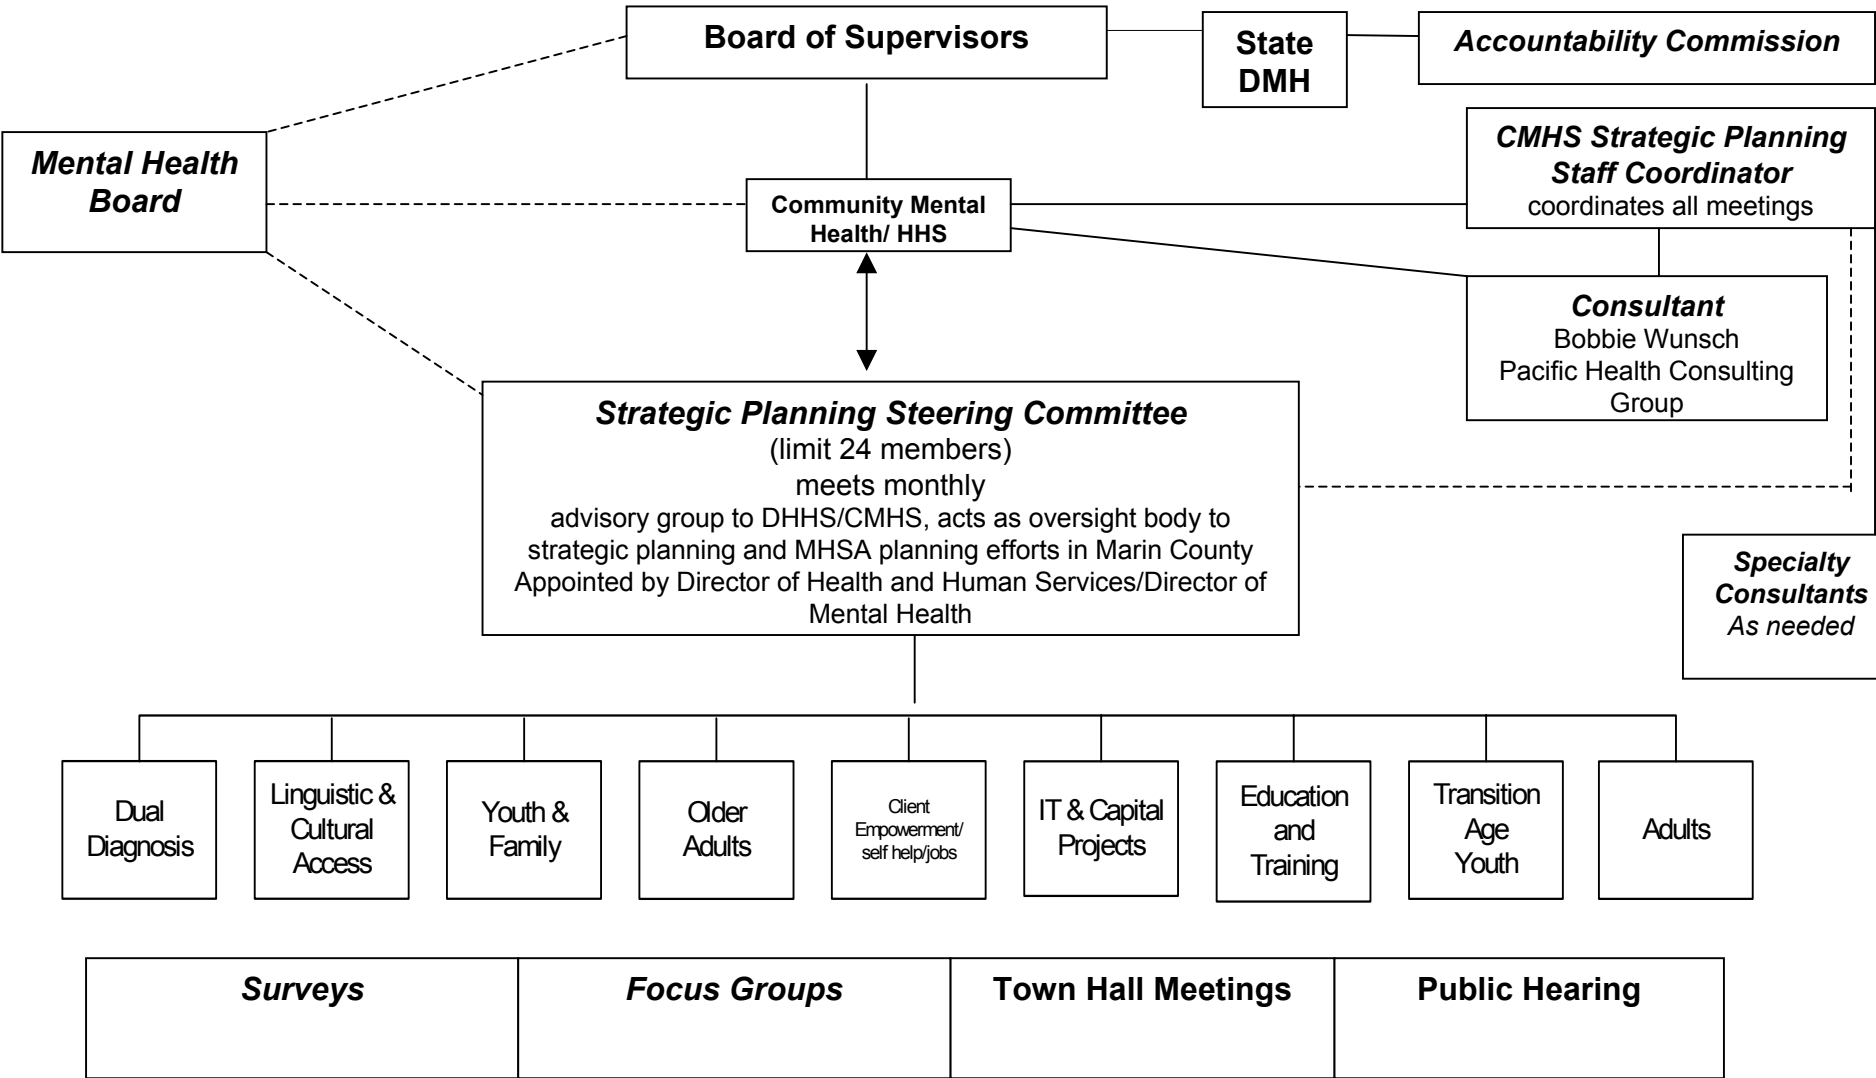 Board of Supervisors
State
DMH
Accountability Commission
Mental Health
Board
Community Mental
Health/ HHS
CMHS Strategic Planning
Staff Coordinator
coordinates all meetings
Consultant
Bobbie Wunsch
Pacific Health Consulting
Group
Strategic Planning Steering Committee
(limit 24 members)
meets monthly
advisory group to DHHS/CMHS, acts as oversight body to
strategic planning and MHSA planning efforts in Marin County
Appointed by Director of Health and Human Services/Director of
Mental Health
Specialty
Consultants
As needed
Dual
Diagnosis
Linguistic &
Cultural
Access
Youth &
Family
Older
Adults
Client
Empowerment/
self help/jobs
IT & Capital
Projects
Education
and
Training
Transition
Age
Youth
Adults
Surveys
Focus Groups
Town Hall Meetings
Public Hearing